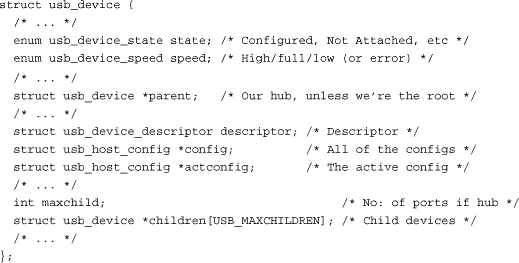 struct usb_device {
  /* ... */
  enum usb_device_state state; /* Configured, Not Attached, etc */
  enum usb_device_speed speed; /* High/full/low (or error) */
  /* ... */
  struct usb_device *parent;   /* Our hub, unless we're the root */
  /* ... */
  struct usb_device_descriptor descriptor; /* Descriptor */
  struct usb_host_config *config;          /* All of the configs */
  struct usb_host_config *actconfig;       /* The active config */
  /* ... */
  int maxchild;                                 /* No: of ports if hub */
  struct usb_device *children[USB_MAXCHILDREN]; /* Child devices */
  /* ... */
};